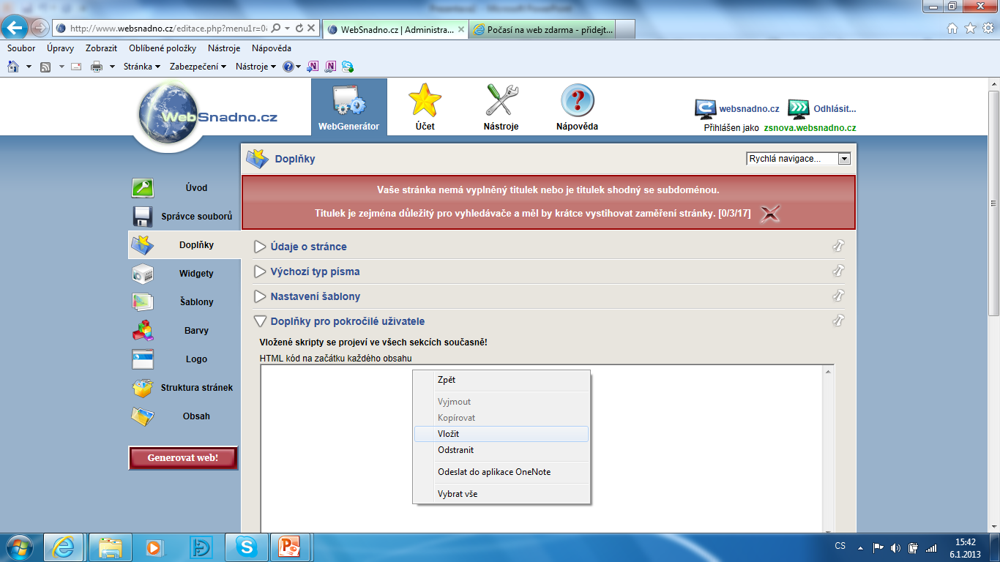 http://www.websnadno.cz/editace.php?menu1r=0
WebSnadno.cz | Administra...
Počasí na web zdarma - přidejt...
Soubor Úpravy Zobrazit Oblíbené položky Nástroje Nápověda
Stránka Zabezpečení Nástroje
WebSnadno.cz
WebGenerátor
Účet
Nástroje
Nápověda
websnadno.cz
Odhlásit...
Přihlášen jako zsnova.websnadno.cz
Doplňky
Rychlá navigace...
Vaše stránka nemá vyplněný titulek nebo je titulek shodný se subdoménou.
Titulek je zejména důležitý pro vyhledávače a měl by krátce vystihovat zaměření stránky. [0/3/17]
Úvod
Správce souborů
Doplňky
Widgety
Šablony
Barvy
Logo
Struktura stránek
Obsah
Generovat web!
Údaje o stránce
Výchozí typ písma
Nastavení šablony
Doplňky pro pokročilé uživatele
Vložené skripty se projeví ve všech sekcích současně!
HTML kód na začátku každého obsahu
Zpět
Vyjmout
Kopírovat
Vložit
Odstranit
Odeslat do aplikace OneNote
Vybrat vše
CS
15:42
6.1.2013